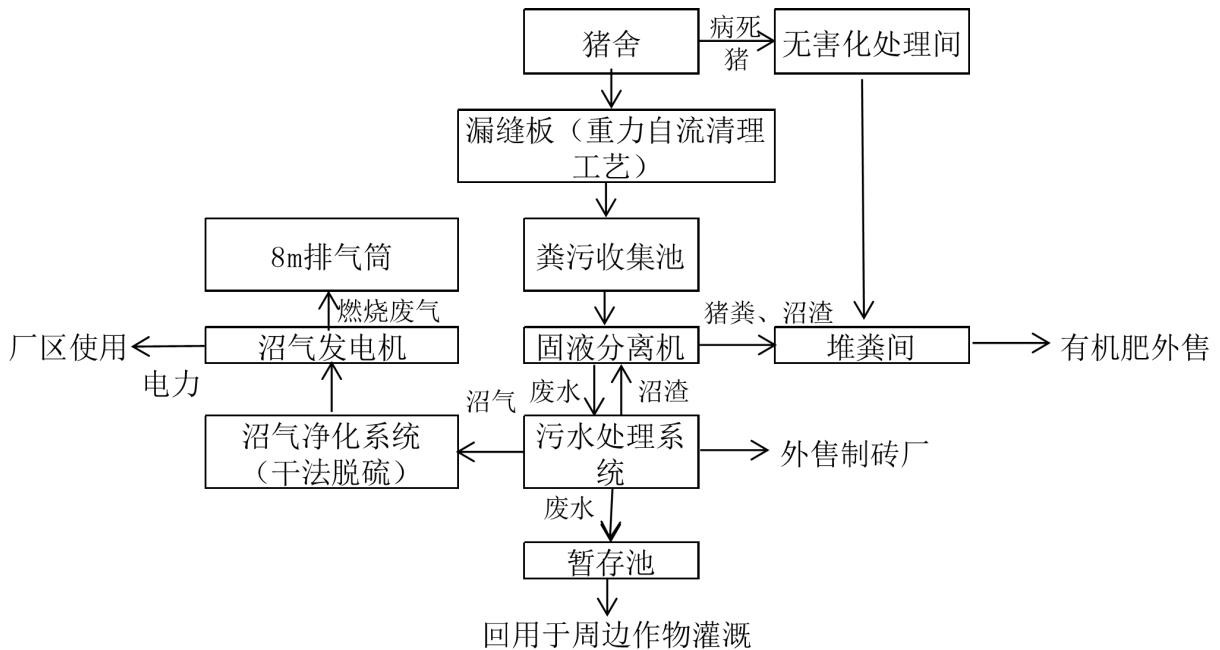 猪舍
病死
猪
无害化处理间
漏缝板（重力自流清理
工艺）
8m排气筒
粪污收集池
燃烧废气
猪粪、沼渣
厂区使用
沼气发电机
固液分离机
堆粪间
有机肥外售
电力
沼气
废水
沼渣
沼气净化系统
（干法脱硫）
污水处理系
统
外售制砖厂
废水
暂存池
回用于周边作物灌溉